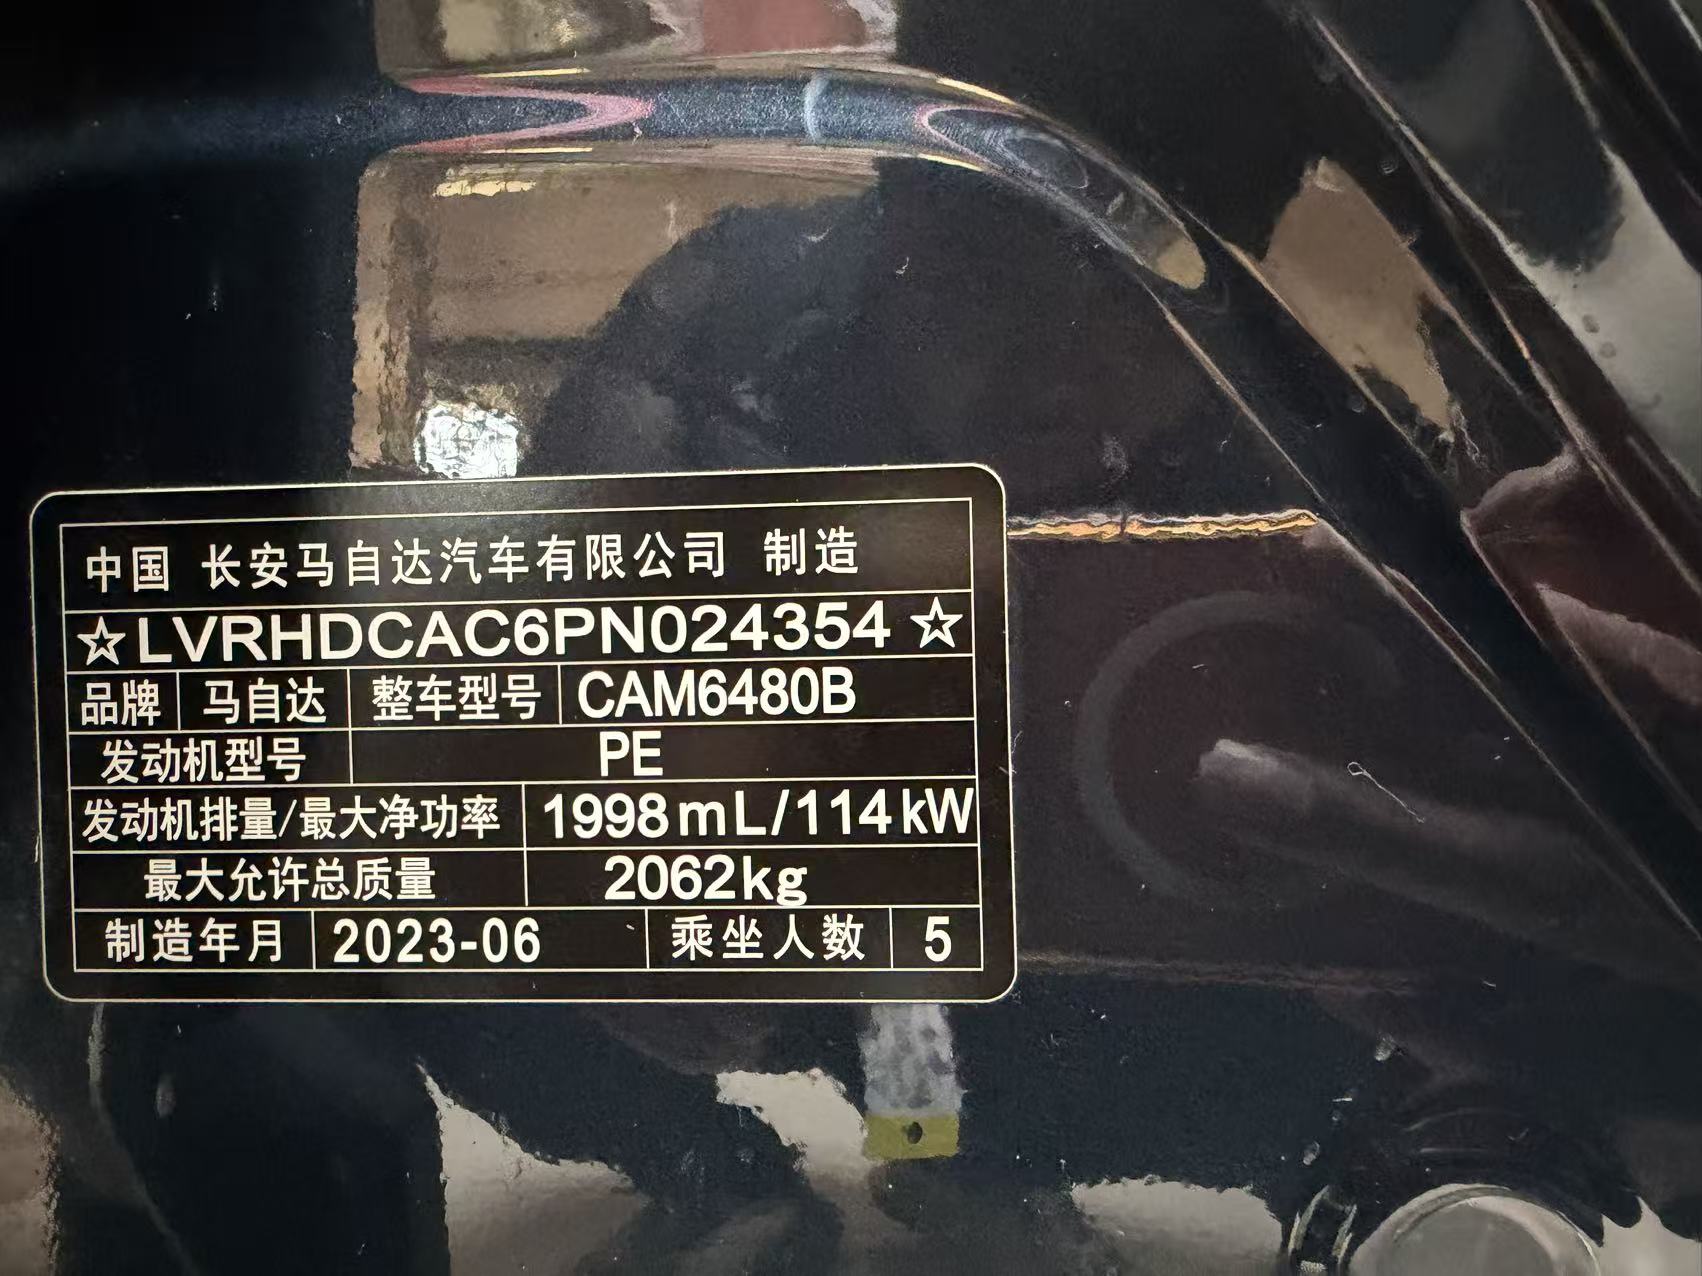 中国 长安马自达汽车有限公司 制造
☆LVRHDCAC6PN024354☆
品牌 马自达 整车型号 CAM6480B
发动机型号 PE
发动机排量/最大净功率 1998mL/114kW
最大允许总质量 2062kg
制造年月 2023-06 乘坐人数 5